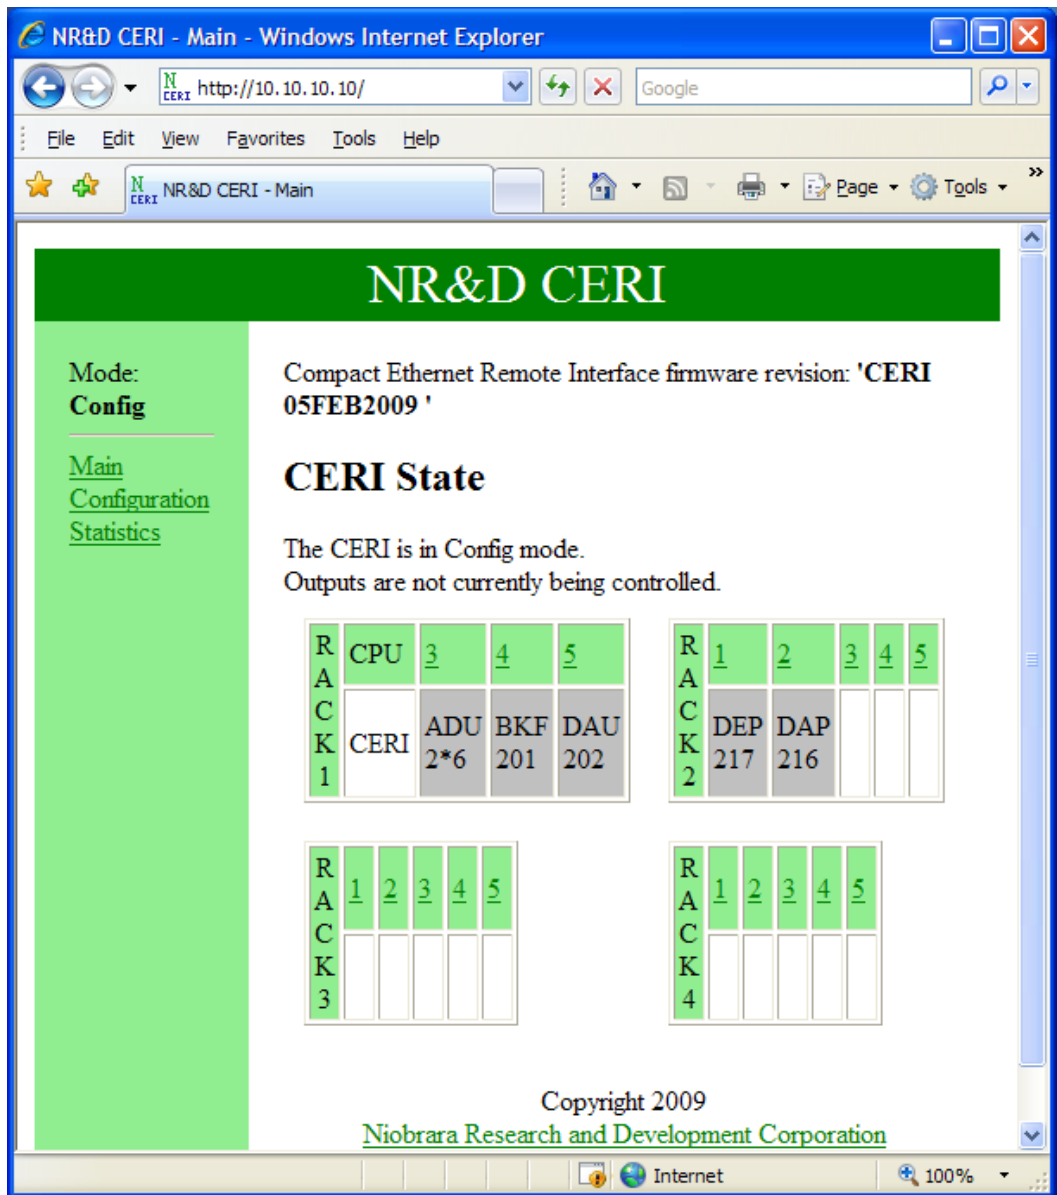 NR&D CERI - Main - Windows Internet Explorer
N CERI http://10.10.10.10/ Google
File Edit View Favorites Tools Help
N CERI NR&D CERI - Main Page Tools »
NR&D CERI
Mode:
Config
Main
Configuration
Statistics
Compact Ethernet Remote Interface firmware revision: 'CERI
05FEB2009 '
CERI State
The CERI is in Config mode.
Outputs are not currently being controlled.
RACK1 CPU 3 4 5
CERI ADU 2*6 BKF 201 DAU 202
RACK2 1 2 3 4 5
DEP 217 DAP 216
RACK3 1 2 3 4 5
RACK4 1 2 3 4 5
Copyright 2009
Niobrara Research and Development Corporation
Internet 100%